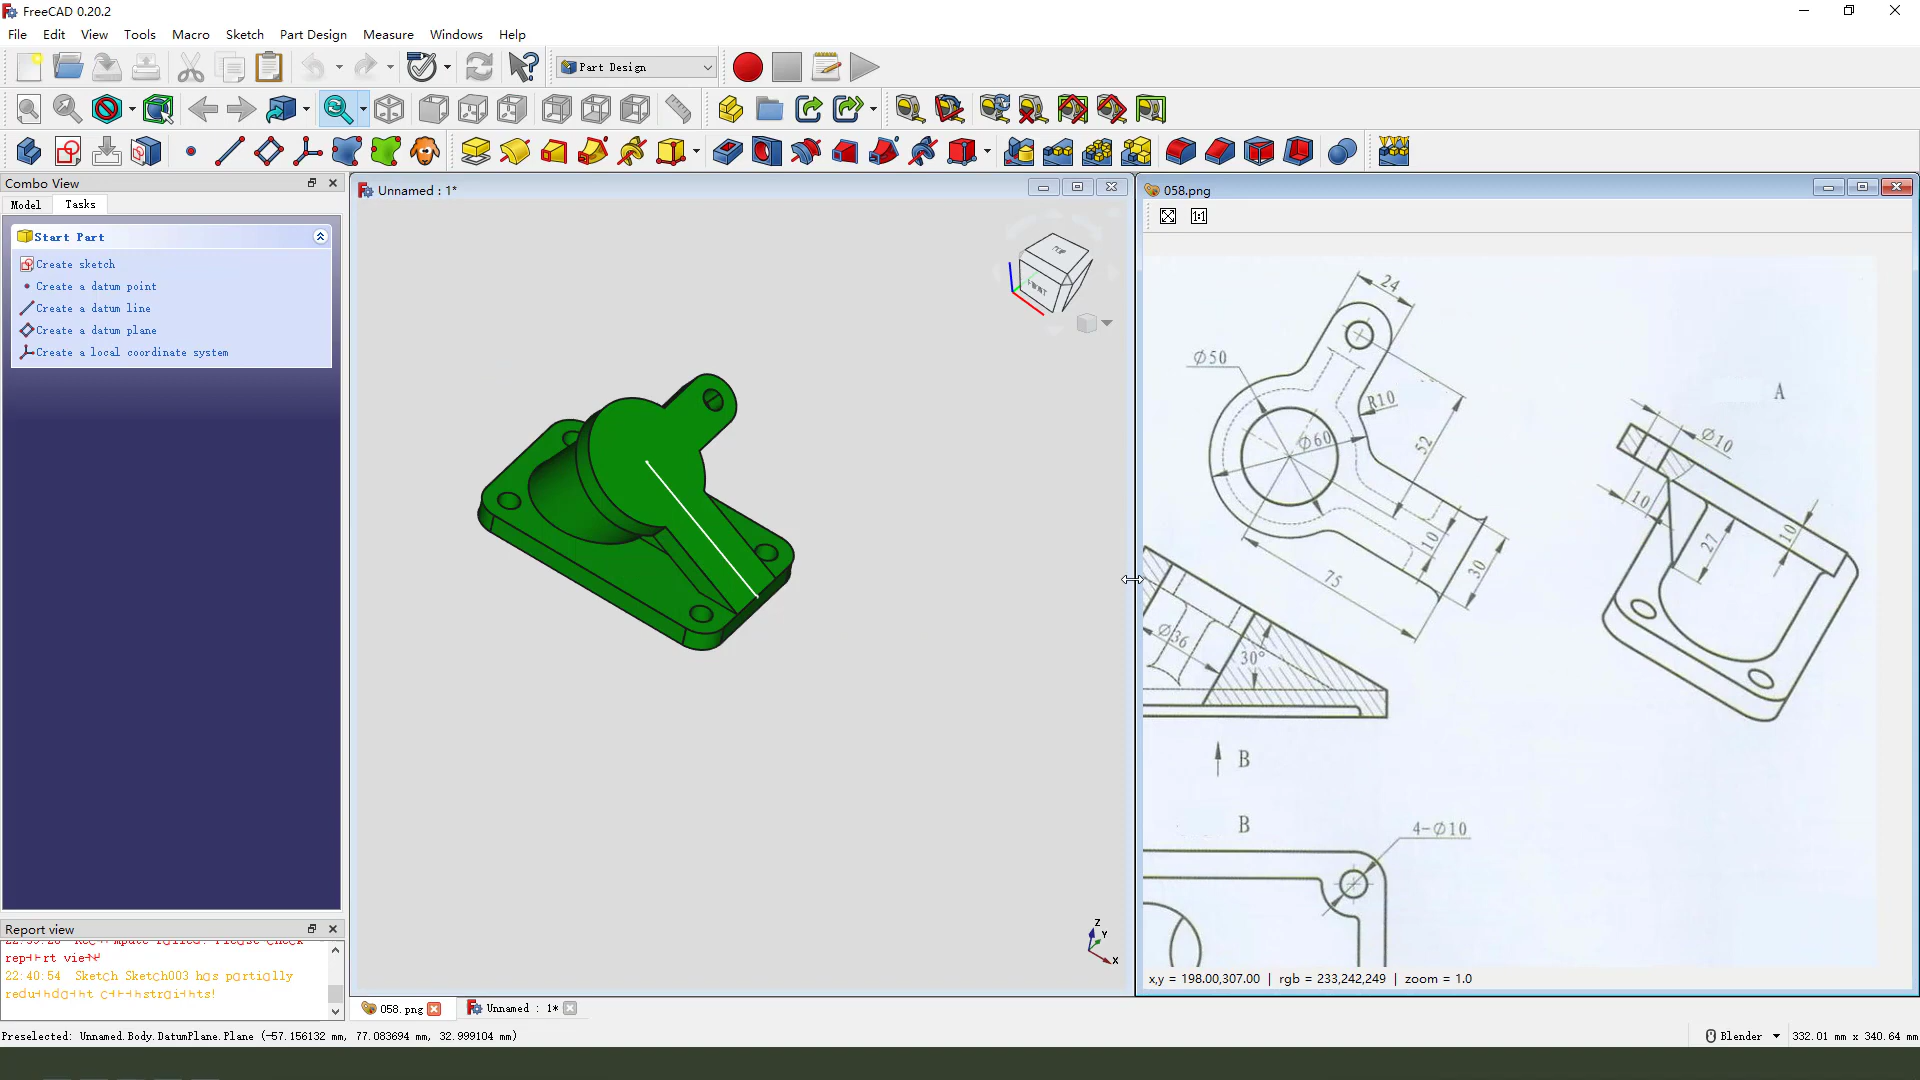 FreeCAD 0.20.2
File Edit View Tools Macro Sketch Part Design Measure Windows Help
Part Design
Combo View
Model Tasks
Start Part
Create sketch
Create a datum point
Create a datum line
Create a datum plane
Create a local coordinate system
Report view
22:40:54 Sketch Sketch003 has partially
Unnamed : 1*
TOP
FRONT
Z
Y
X
058.png
1:1
24
Ø50
R10
Ø60
52
10
30
75
A
Ø10
10
27
10
Ø36
30°
B
B
4-Ø10
x,y = 198.00,307.00 | rgb = 233,242,249 | zoom = 1.0
058.png
Unnamed : 1*
Preselected: Unnamed.Body.DatumPlane.Plane (-57.156132 mm, 77.083694 mm, 32.999104 mm)
Blender
332.01 mm x 340.64 mm